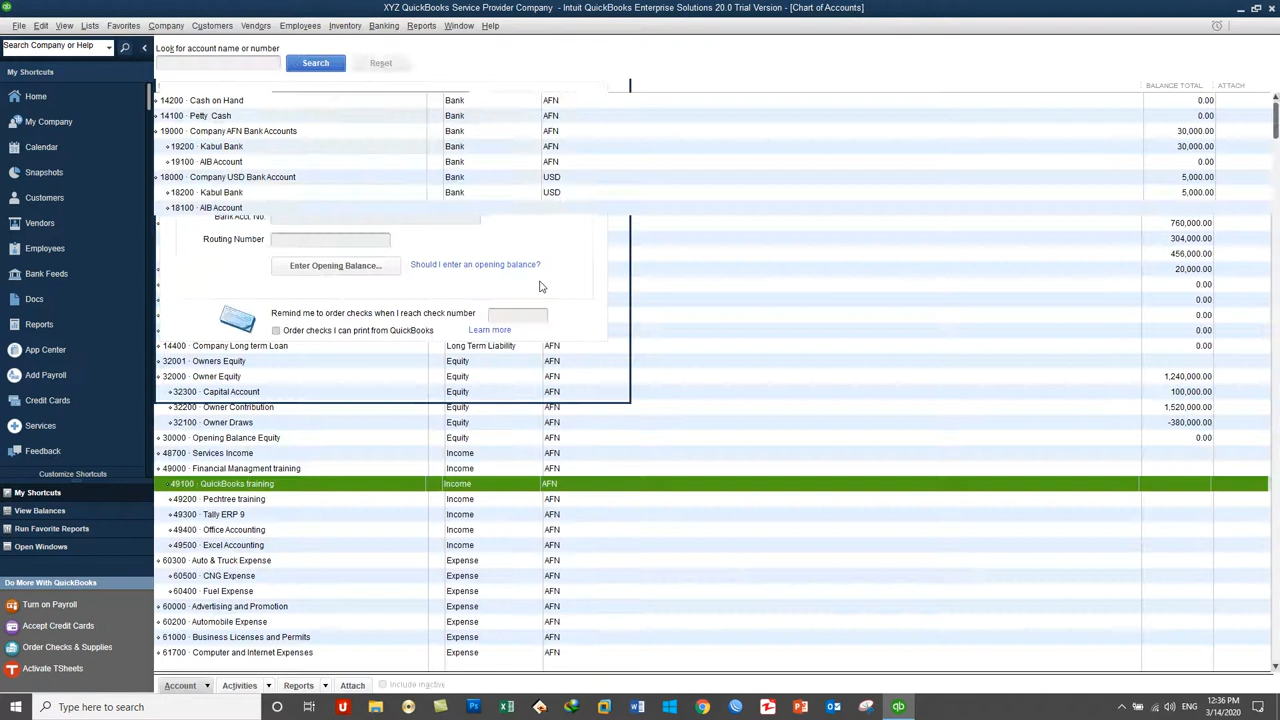 XYZ QuickBooks Service Provider Company - Intuit QuickBooks Enterprise Solutions 20.0 Trial Version - [Chart of Accounts]
File Edit View Lists Favorites Company Customers Vendors Employees Inventory Banking Reports Window Help
Search Company or Help
My Shortcuts
Home
My Company
Calendar
Snapshots
Customers
Vendors
Employees
Bank Feeds
Docs
Reports
App Center
Add Payroll
Credit Cards
Services
Feedback
Customize Shortcuts
My Shortcuts
View Balances
Run Favorite Reports
Open Windows
Do More With QuickBooks
Turn on Payroll
Accept Credit Cards
Order Checks & Supplies
Activate TSheets
Look for account name or number
Search Reset
BALANCE TOTAL ATTACH
14200 · Cash on Hand Bank AFN 0.00
14100 · Petty Cash Bank AFN 0.00
19000 · Company AFN Bank Accounts Bank AFN 30,000.00
19200 · Kabul Bank Bank AFN 30,000.00
19100 · AIB Account Bank AFN 0.00
18000 · Company USD Bank Account Bank USD 5,000.00
18200 · Kabul Bank Bank USD 5,000.00
18100 · AIB Account
Bank Acct. No. 760,000.00
Routing Number 304,000.00
456,000.00
Enter Opening Balance... Should I enter an opening balance? 20,000.00
0.00
0.00
Remind me to order checks when I reach check number 0.00
Order checks I can print from QuickBooks Learn more 0.00
14400 · Company Long term Loan Long Term Liability AFN 0.00
32001 · Owners Equity Equity AFN
32000 · Owner Equity Equity AFN 1,240,000.00
32300 · Capital Account Equity AFN 100,000.00
32200 · Owner Contribution Equity AFN 1,520,000.00
32100 · Owner Draws Equity AFN -380,000.00
30000 · Opening Balance Equity Equity AFN 0.00
48700 · Services Income Income AFN
49000 · Financial Managment training Income AFN
49100 · QuickBooks training Income AFN
49200 · Pechtree training Income AFN
49300 · Tally ERP 9 Income AFN
49400 · Office Accounting Income AFN
49500 · Excel Accounting Income AFN
60300 · Auto & Truck Expense Expense AFN
60500 · CNG Expense Expense AFN
60400 · Fuel Expense Expense AFN
60000 · Advertising and Promotion Expense AFN
60200 · Automobile Expense Expense AFN
61000 · Business Licenses and Permits Expense AFN
61700 · Computer and Internet Expenses Expense AFN
Account Activities Reports Attach Include inactive
Type here to search
ENG
12:36 PM
3/14/2020